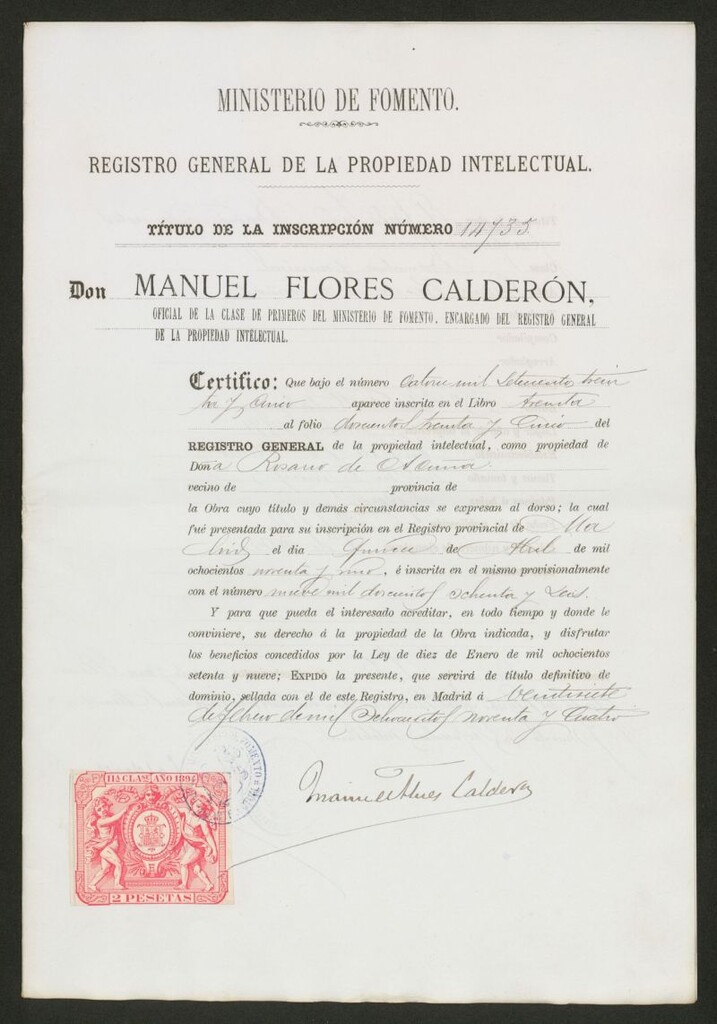 MINISTERIO DE FOMENTO.
REGISTRO GENERAL DE LA PROPIEDAD INTELECTUAL.
TÍTULO DE LA INSCRIPCIÓN NÚMERO 14735
Don MANUEL FLORES CALDERÓN,
OFICIAL DE LA CLASE DE PRIMEROS DEL MINISTERIO DE FOMENTO, ENCARGADO DEL REGISTRO GENERAL
DE LA PROPIEDAD INTELECTUAL.
Certifico: Que bajo el número Catorce mil Setecientos trein
ta y Cinco aparece inscrita en el Libro treinta
al folio doscientos treinta y Cinco del
REGISTRO GENERAL de la propiedad intelectual, como propiedad de
Doña Rosario de Acuña
vecino de provincia de
la Obra cuyo título y demás circunstancias se expresan al dorso; la cual
fué presentada para su inscripción en el Registro provincial de Ma
drid el día Quince de Abril de mil
ochocientos noventa y uno, é inscrita en el mismo provisionalmente
con el número nueve mil doscientos ochenta y seis.
Y para que pueda el interesado acreditar, en todo tiempo y donde le
conviniere, su derecho á la propiedad de la Obra indicada, y disfrutar
los beneficios concedidos por la Ley de diez de Enero de mil ochocientos
setenta y nueve; EXPIDO la presente, que servirá de título definitivo de
dominio, sellada con el de este Registro, en Madrid á Veintisiete
de febrero de mil Ochocientos noventa y Cuatro
Manuel Flores Calderón
11ª CLASE AÑO 1894
2 PESETAS